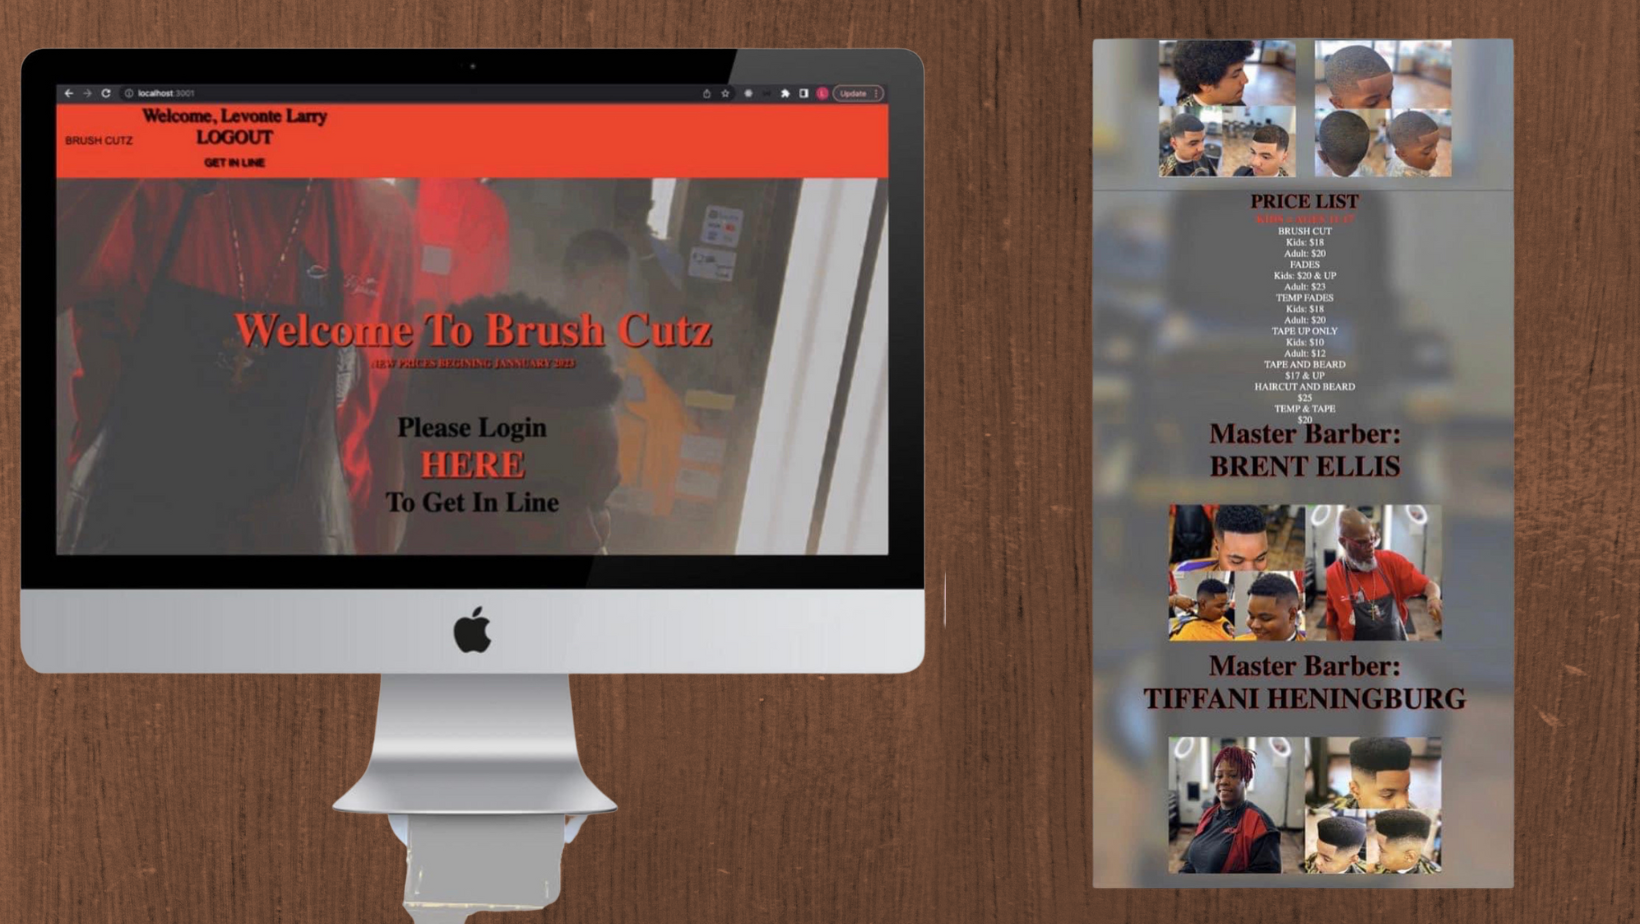 localhost:3001
Update
Welcome, Levonte Larry
BRUSH CUTZ
LOGOUT
GET IN LINE
Welcome To Brush Cutz
NEW PRICES BEGINING JANNUARY 2023
Please Login
HERE
To Get In Line
PRICE LIST
KIDS = AGES
BRUSH CUT
Kids: $18
Adult: $20
FADES
Kids: $20 & UP
Adult: $23
TEMP FADES
Kids: $18
Adult: $20
TAPE UP ONLY
Kids: $10
Adult: $12
TAPE AND BEARD
$17 & UP
HAIRCUT AND BEARD
$25
TEMP & TAPE
$20
Master Barber:
BRENT ELLIS
Master Barber:
TIFFANI HENINGBURG